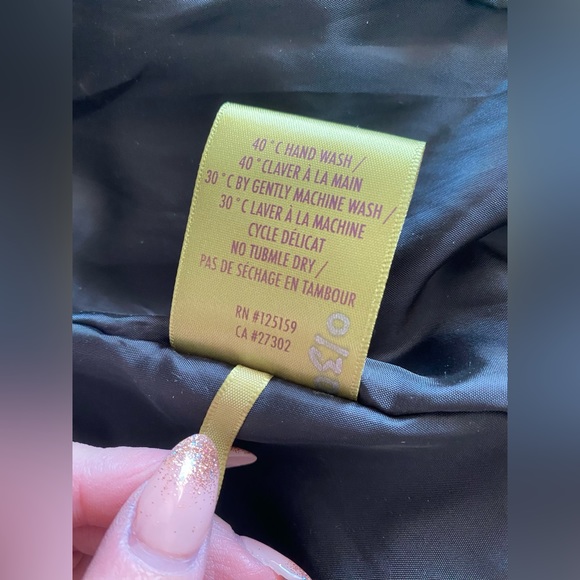 40 °C HAND WASH /
40 °CLAVER À LA MAIN
30 °C BY GENTLY MACHINE WASH /
30 °C LAVER À LA MACHINE
CYCLE DÉLICAT
NO TUBMLE DRY /
PAS DE SÉCHAGE EN TAMBOUR
RN #125159
CA #27302